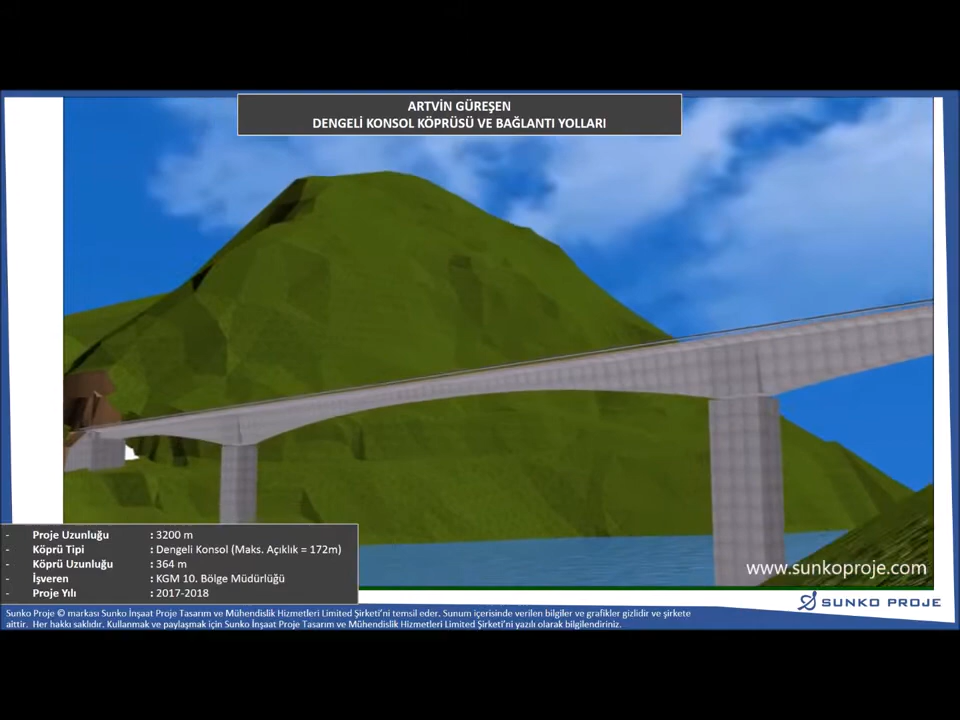 ARTVİN GÜREŞEN
DENGELİ KONSOL KÖPRÜSÜ VE BAĞLANTI YOLLARI
- Proje Uzunluğu : 3200 m
- Köprü Tipi : Dengeli Konsol (Maks. Açıklık = 172m)
- Köprü Uzunluğu : 364 m
- İşveren : KGM 10. Bölge Müdürlüğü
- Proje Yılı : 2017-2018
www.sunkoproje.com
SUNKO PROJE
Sunko Proje © markası Sunko İnşaat Proje Tasarım ve Mühendislik Hizmetleri Limited Şirketi'ni temsil eder. Sunum içerisinde verilen bilgiler ve grafikler gizlidir ve şirkete
aittir. Her hakkı saklıdır. Kullanmak ve paylaşmak için Sunko İnşaat Proje Tasarım ve Mühendislik Hizmetleri Limited Şirketi'ni yazılı olarak bilgilendiriniz.